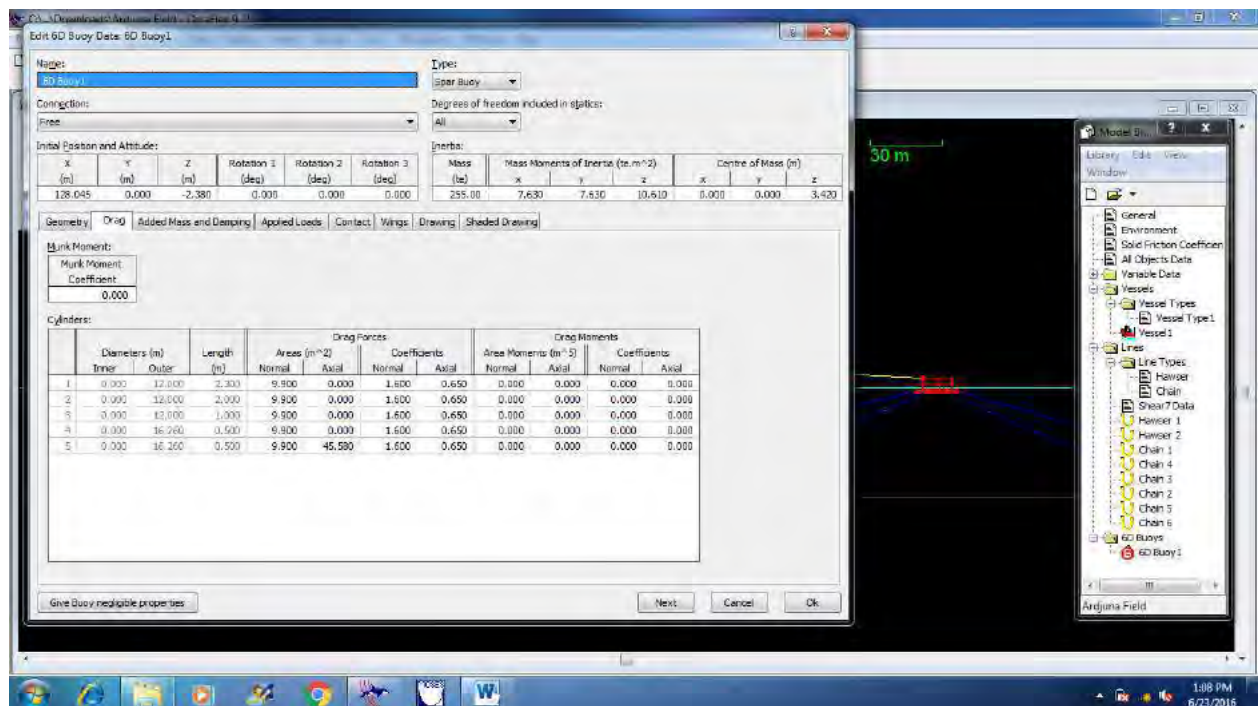 Edit 6D Buoy Data: 6D Buoy1
Name:
Type:
6D Buoy1
Spar Buoy
Connection:
Degrees of freedom included in statics:
Free
All
Initial Position and Attitude:
Inertia:
X Y Z Rotation 1 Rotation 2 Rotation 3 Mass Mass Moments of Inertia (te.m^2) Centre of Mass (m)
(m) (m) (m) (deg) (deg) (deg) (te) x y z x y z
128.045 0.000 -2.380 0.000 0.000 0.000 255.00 7.630 7.630 10.610 0.000 0.000 3.420
Geometry Drag Added Mass and Damping Applied Loads Contact Wings Drawing Shaded Drawing
Munk Moment:
Munk Moment
Coefficient
0.000
Cylinders:
Drag Forces Drag Moments
Diameters (m) Length Areas (m^2) Coefficients Area Moments (m^5) Coefficients
Inner Outer (m) Normal Axial Normal Axial Normal Axial Normal Axial
1 0.000 12.000 2.300 9.900 0.000 1.600 0.650 0.000 0.000 0.000 0.000
2 0.000 12.000 2.000 9.900 0.000 1.600 0.650 0.000 0.000 0.000 0.000
3 0.000 12.000 1.000 9.900 0.000 1.600 0.650 0.000 0.000 0.000 0.000
4 0.000 16.260 0.500 9.900 0.000 1.600 0.650 0.000 0.000 0.000 0.000
5 0.000 16.260 0.500 9.900 45.580 1.600 0.650 0.000 0.000 0.000 0.000
Give Buoy negligible properties
Next
Cancel
Ok
30 m
Model
Library Edit View
Window
General
Environment
Solid Friction Coefficien
All Objects Data
Variable Data
Vessels
Vessel Types
Vessel Type1
Vessel1
Lines
Line Types
Hawser
Chain
Shear7 Data
Hawser 1
Hawser 2
Chain 1
Chain 4
Chain 3
Chain 2
Chain 5
Chain 6
6D Buoys
6D Buoy1
Ardjuna Field
1:08 PM
6/23/2016